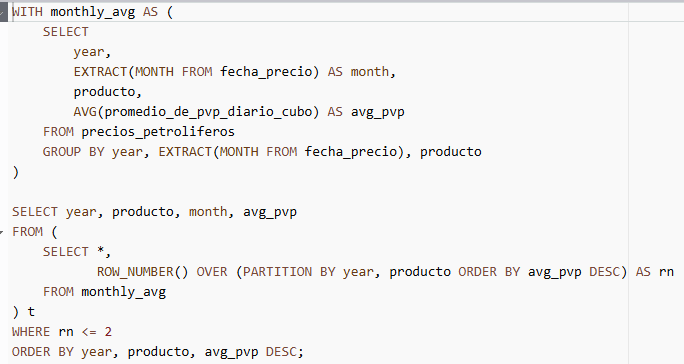 WITH monthly_avg AS (
    SELECT
        year,
        EXTRACT(MONTH FROM fecha_precio) AS month,
        producto,
        AVG(promedio_de_pvp_diario_cubo) AS avg_pvp
    FROM precios_petroliferos
    GROUP BY year, EXTRACT(MONTH FROM fecha_precio), producto
)

SELECT year, producto, month, avg_pvp
FROM (
    SELECT *,
           ROW_NUMBER() OVER (PARTITION BY year, producto ORDER BY avg_pvp DESC) AS rn
    FROM monthly_avg
) t
WHERE rn <= 2
ORDER BY year, producto, avg_pvp DESC;